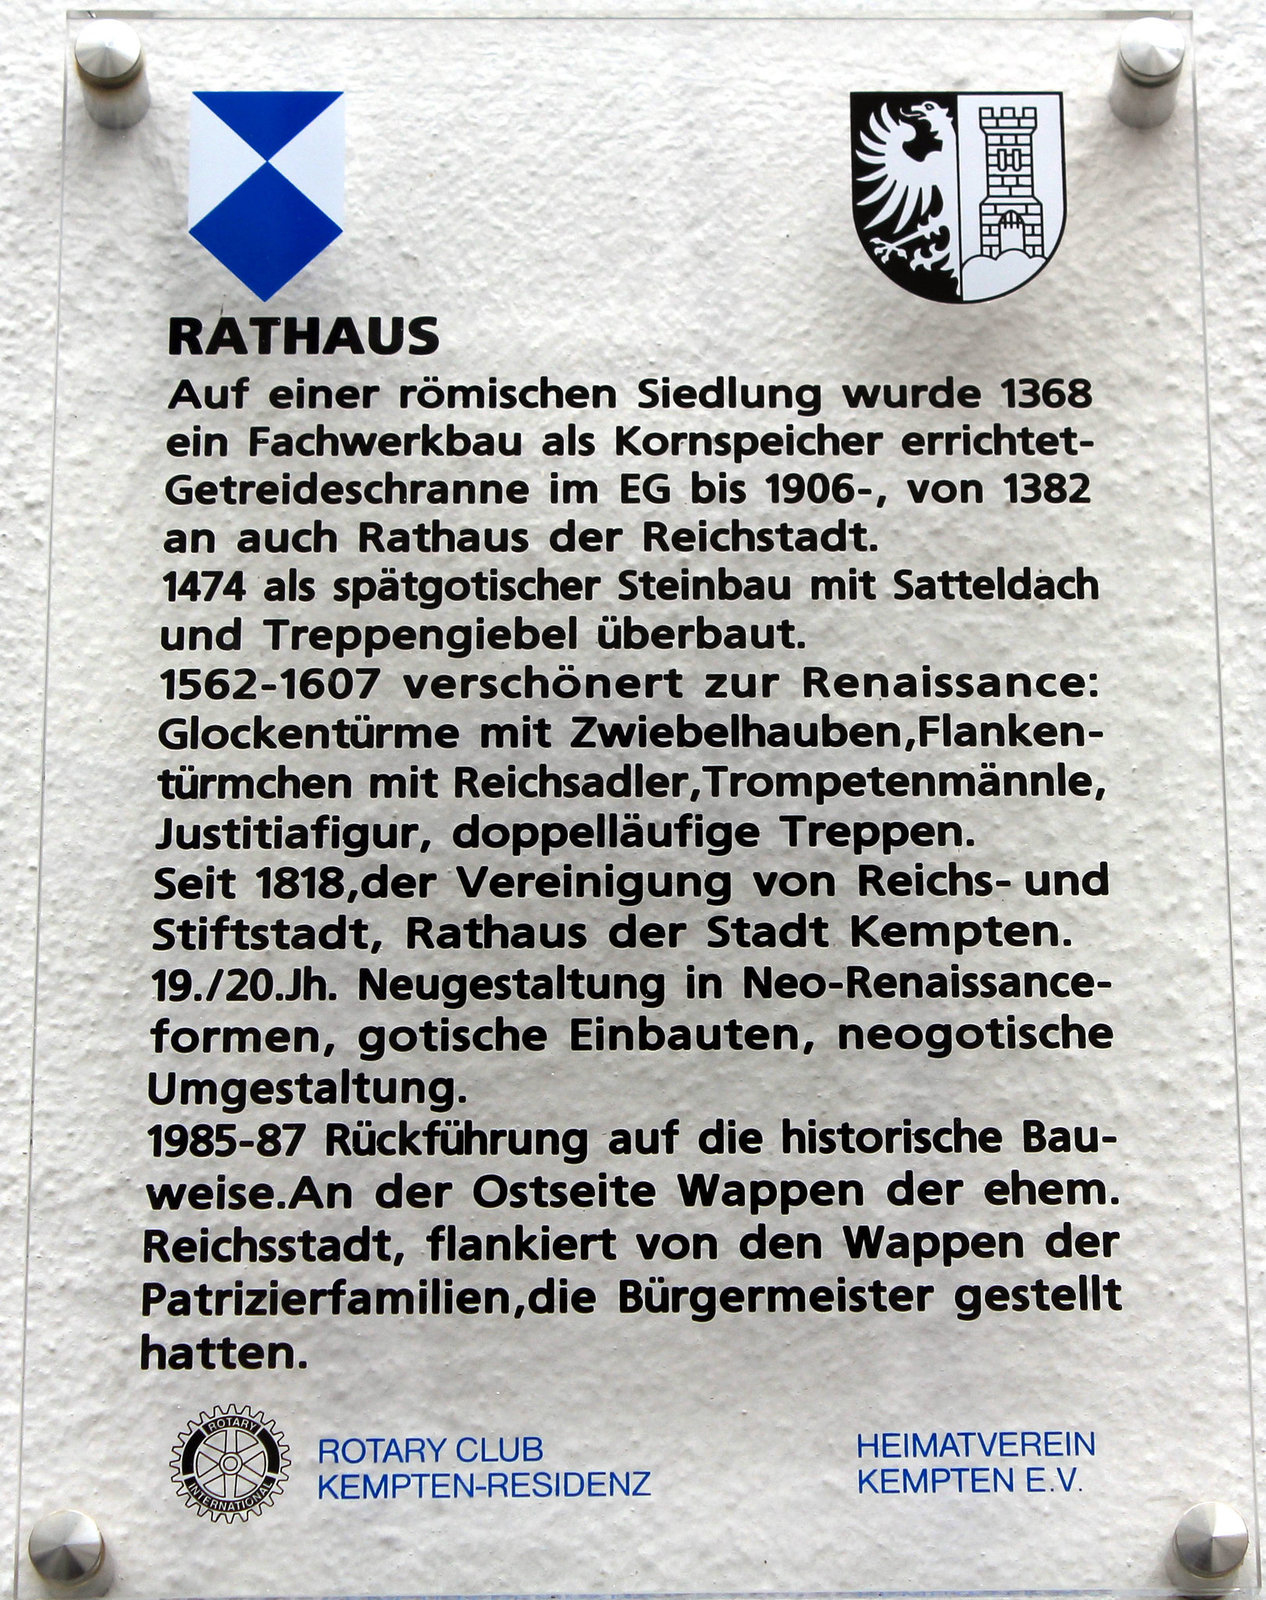 RATHAUS
Auf einer römischen Siedlung wurde 1368
ein Fachwerkbau als Kornspeicher errichtet-
Getreideschranne im EG bis 1906-, von 1382
an auch Rathaus der Reichstadt.
1474 als spätgotischer Steinbau mit Satteldach
und Treppengiebel überbaut.
1562-1607 verschönert zur Renaissance:
Glockentürme mit Zwiebelhauben,Flanken-
türmchen mit Reichsadler,Trompetenmännle,
Justitiafigur, doppelläufige Treppen.
Seit 1818,der Vereinigung von Reichs- und
Stiftstadt, Rathaus der Stadt Kempten.
19./20.Jh. Neugestaltung in Neo-Renaissance-
formen, gotische Einbauten, neogotische
Umgestaltung.
1985-87 Rückführung auf die historische Bau-
weise.An der Ostseite Wappen der ehem.
Reichsstadt, flankiert von den Wappen der
Patrizierfamilien,die Bürgermeister gestellt
hatten.
ROTARY
INTERNATIONAL
ROTARY CLUB
KEMPTEN-RESIDENZ
HEIMATVEREIN
KEMPTEN E.V.